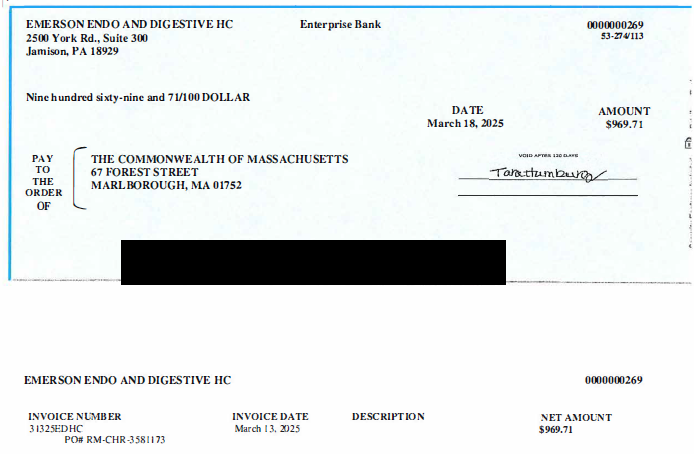 EMERSON ENDO AND DIGESTIVE HC
2500 York Rd., Suite 300
Jamison, PA 18929
Enterprise Bank
0000000269
53-274/113
Nine hundred sixty-nine and 71/100 DOLLAR
DATE
March 18, 2025
AMOUNT
$969.71
PAY
TO
THE
ORDER
OF
THE COMMONWEALTH OF MASSACHUSETTS
67 FOREST STREET
MARLBOROUGH, MA 01752
VOID AFTER 120 DAYS
EMERSON ENDO AND DIGESTIVE HC
0000000269
INVOICE NUMBER
INVOICE DATE
DESCRIPTION
NET AMOUNT
31325EDHC
March 13, 2025
$969.71
PO# RM-CHR-3581173